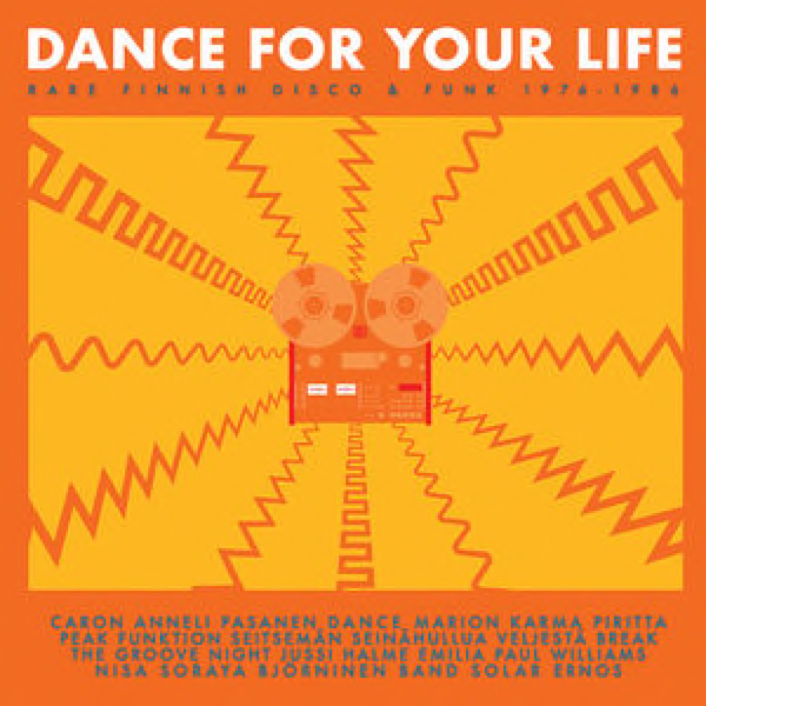 DANCE FOR YOUR LIFE
RARE FINNISH DISCO & FUNK 1976-1986
CARON ANNELI PASANEN DANCE MARION KARMA PIRITTA
PEAK FUNKTION SEITSEMÄN SEINÄHULLUA VELJESTÄ BREAK
THE GROOVE NIGHT JUSSI HALME EMILIA PAUL WILLIAMS
NISA SORAYA BJÖRNINEN BAND SOLAR ERNOS